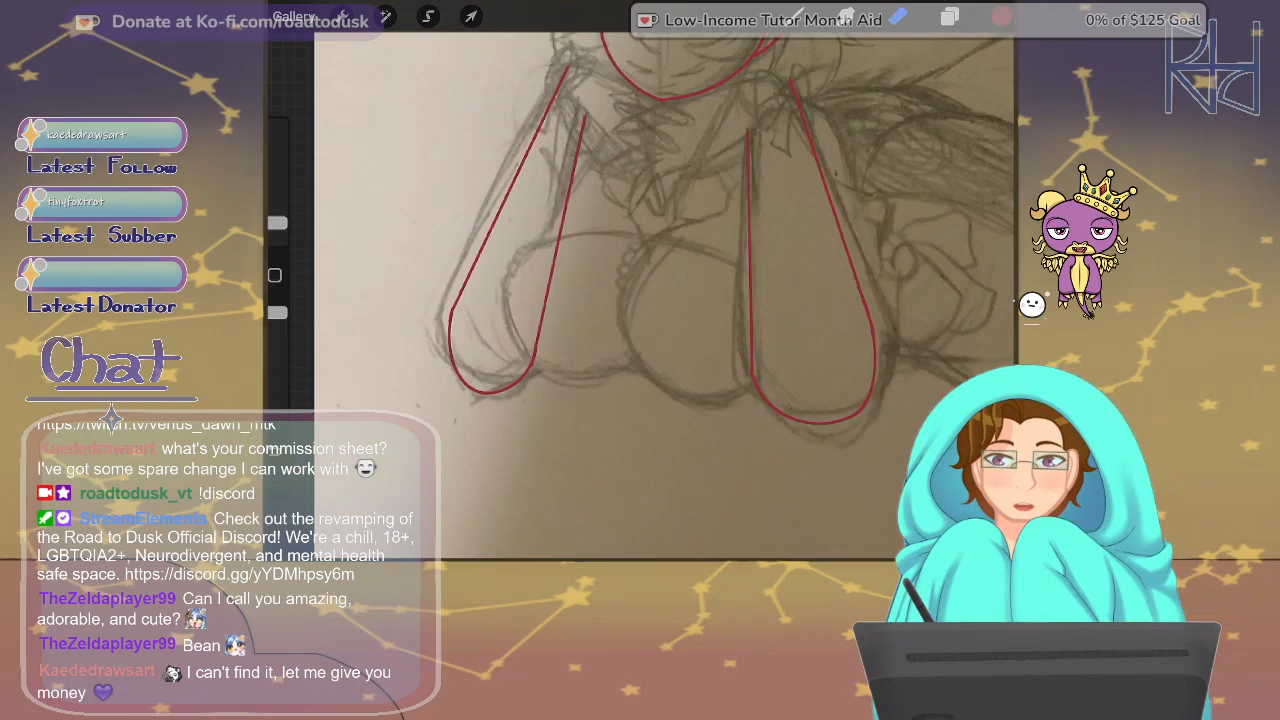 Donate at Ko-fi.com/roadtodusk
Gallery
Low-Income Tutor Month Aid
0% of $125 Goal
kaededrawsart
Latest Follow
tinyfoxtrot
Latest Subber
Latest Donator
Chat
https://twitch.tv/venus_dawn_mtk
Kaededrawsart what's your commission sheet?
I've got some spare change I can work with
roadtodusk_vt !discord
StreamElements Check out the revamping of
the Road to Dusk Official Discord! We're a chill, 18+,
LGBTQIA2+, Neurodivergent, and mental health
safe space. https://discord.gg/yYDMhpsy6m
TheZeldaplayer99 Can I call you amazing,
adorable, and cute?
TheZeldaplayer99 Bean
Kaededrawsart I can't find it, let me give you
money